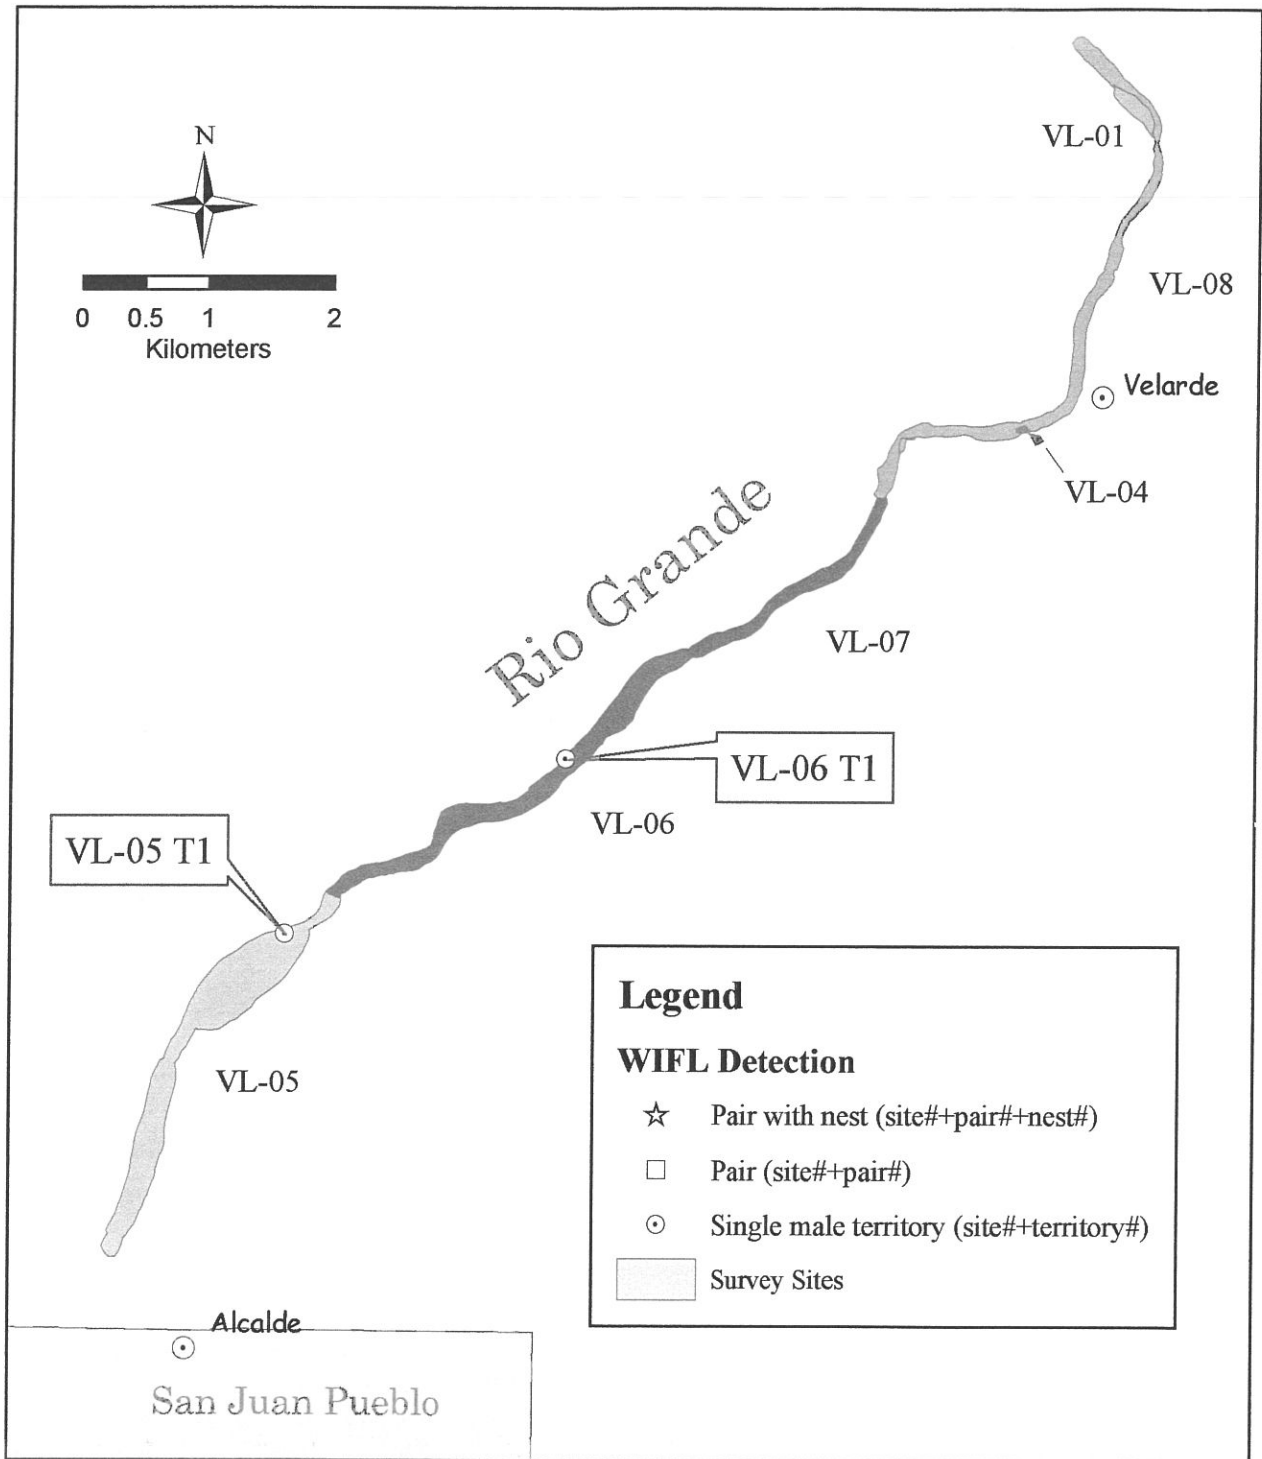 N
0 0.5 1 2
Kilometers
VL-01
VL-08
Velarde
VL-04
Rio Grande
VL-07
VL-06 T1
VL-06
VL-05 T1
VL-05
Legend
WIFL Detection
Pair with nest (site#+pair#+nest#)
Pair (site#+pair#)
Single male territory (site#+territory#)
Survey Sites
Alcalde
San Juan Pueblo